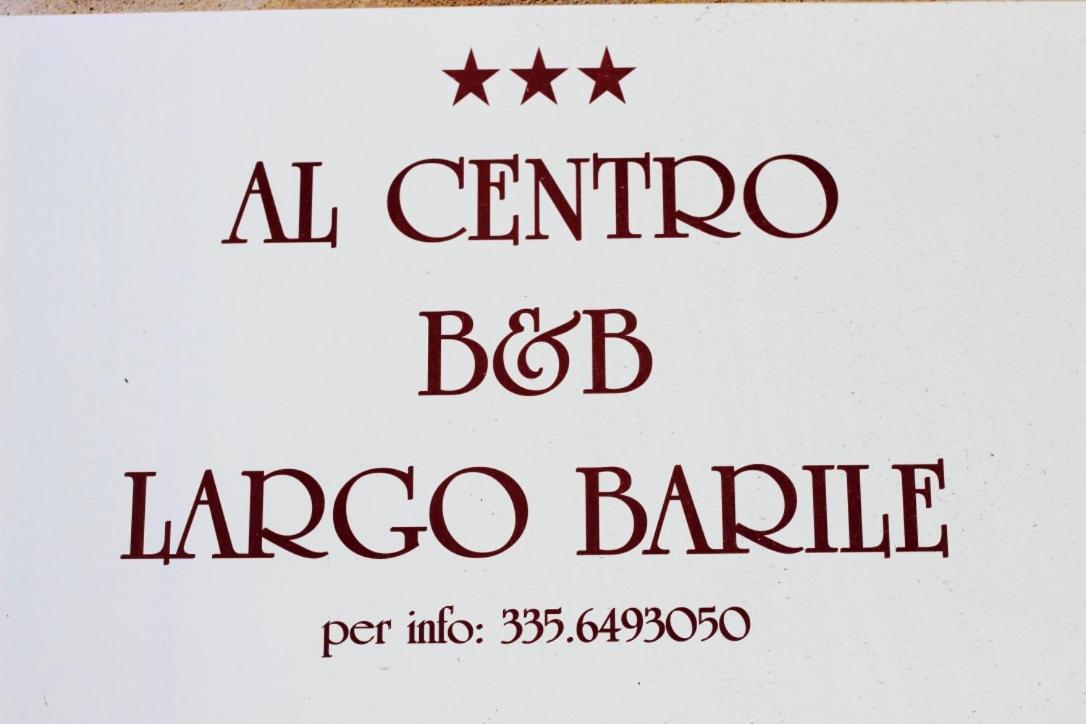 ★★★
AL CENTRO
B&B
LARGO BARILE
per info: 335.6493050